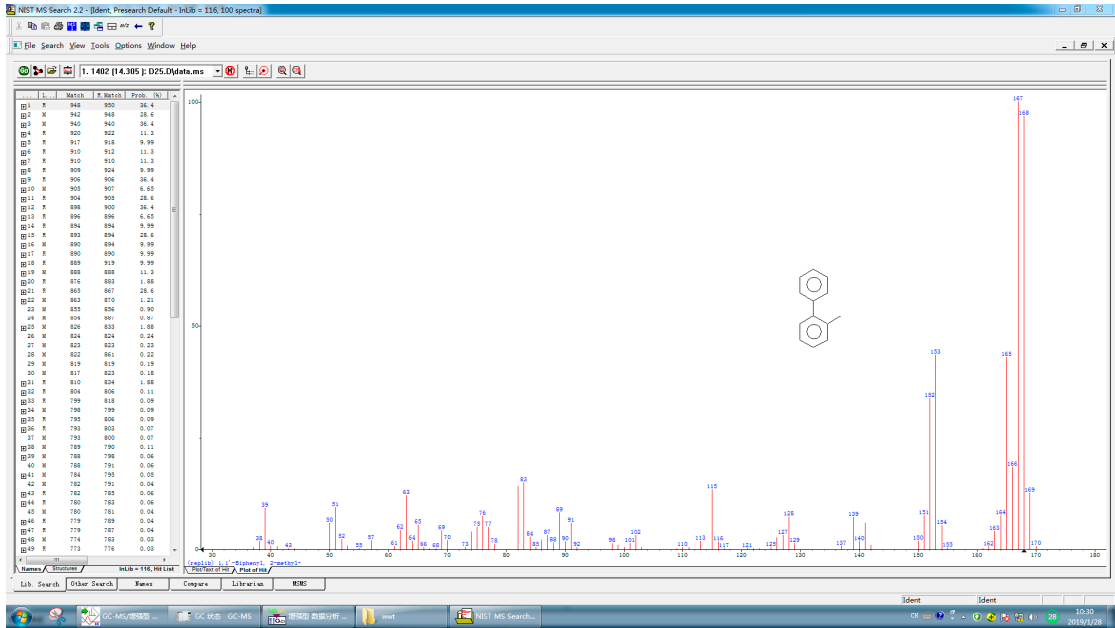 NIST MS Search 2.2 - [Ident, Presearch Default - InLib = 116, 100 spectra]
File Search View Tools Options Window Help
1. 1402 (14.305 ): D25.D\data.ms
... L... Match R.Match Prob. (%)
1 R 948 950 36.4
2 M 942 948 28.6
3 M 940 940 36.4
4 R 920 922 11.3
5 R 917 918 9.99
6 R 910 912 11.3
7 R 910 910 11.3
8 R 909 924 9.99
9 R 906 906 36.4
10 M 905 907 6.65
11 R 904 905 28.6
12 R 898 900 36.4
13 R 896 896 6.65
14 R 894 894 9.99
15 R 893 894 28.6
16 M 890 894 9.99
17 R 890 890 9.99
18 R 889 919 9.99
19 M 888 888 11.3
20 R 876 883 1.88
21 R 865 867 28.6
22 M 863 870 1.21
23 M 855 856 0.90
24 M 854 887 0.87
25 M 826 833 1.88
26 M 824 824 0.24
27 M 823 823 0.23
28 M 822 861 0.22
29 M 819 819 0.19
30 M 817 823 0.18
31 R 810 834 1.88
32 R 804 806 0.11
33 R 799 818 0.09
34 M 798 799 0.09
35 R 795 806 0.09
36 R 793 803 0.07
37 M 793 800 0.07
38 M 789 790 0.11
39 M 788 798 0.06
40 M 788 791 0.06
41 M 784 795 0.05
42 M 782 791 0.04
43 R 782 785 0.06
44 R 780 783 0.06
45 M 780 781 0.04
46 R 779 789 0.04
47 R 779 787 0.04
48 M 774 783 0.03
49 R 773 776 0.03
100
50
0
38 39 40 43 50 51 52 55 57 61 62 63 64 65 66 68 69 70 73 75 76 77 78 82 83 84 85 87 88 89 90 91 92 98 101 102 110 113 115 116 117 121 125 127 128 129 137 139 140 150 151 152 153 154 155 162 163 164 165 166 167 168 169 170
30 40 50 60 70 80 90 100 110 120 130 140 150 160 170 180
(replib) 1,1'-Biphenyl, 2-methyl-
Names Structures InLib = 116, Hit List Plot/Text of Hit Plot of Hit
Lib. Search Other Search Names Compare Librarian MSMS
Ident Ident
GC-MS/增强型 ... GC 状态 GC-MS 增强型 数据分析 ... wwt NIST MS Search... CH 28 10:30
2019/1/28